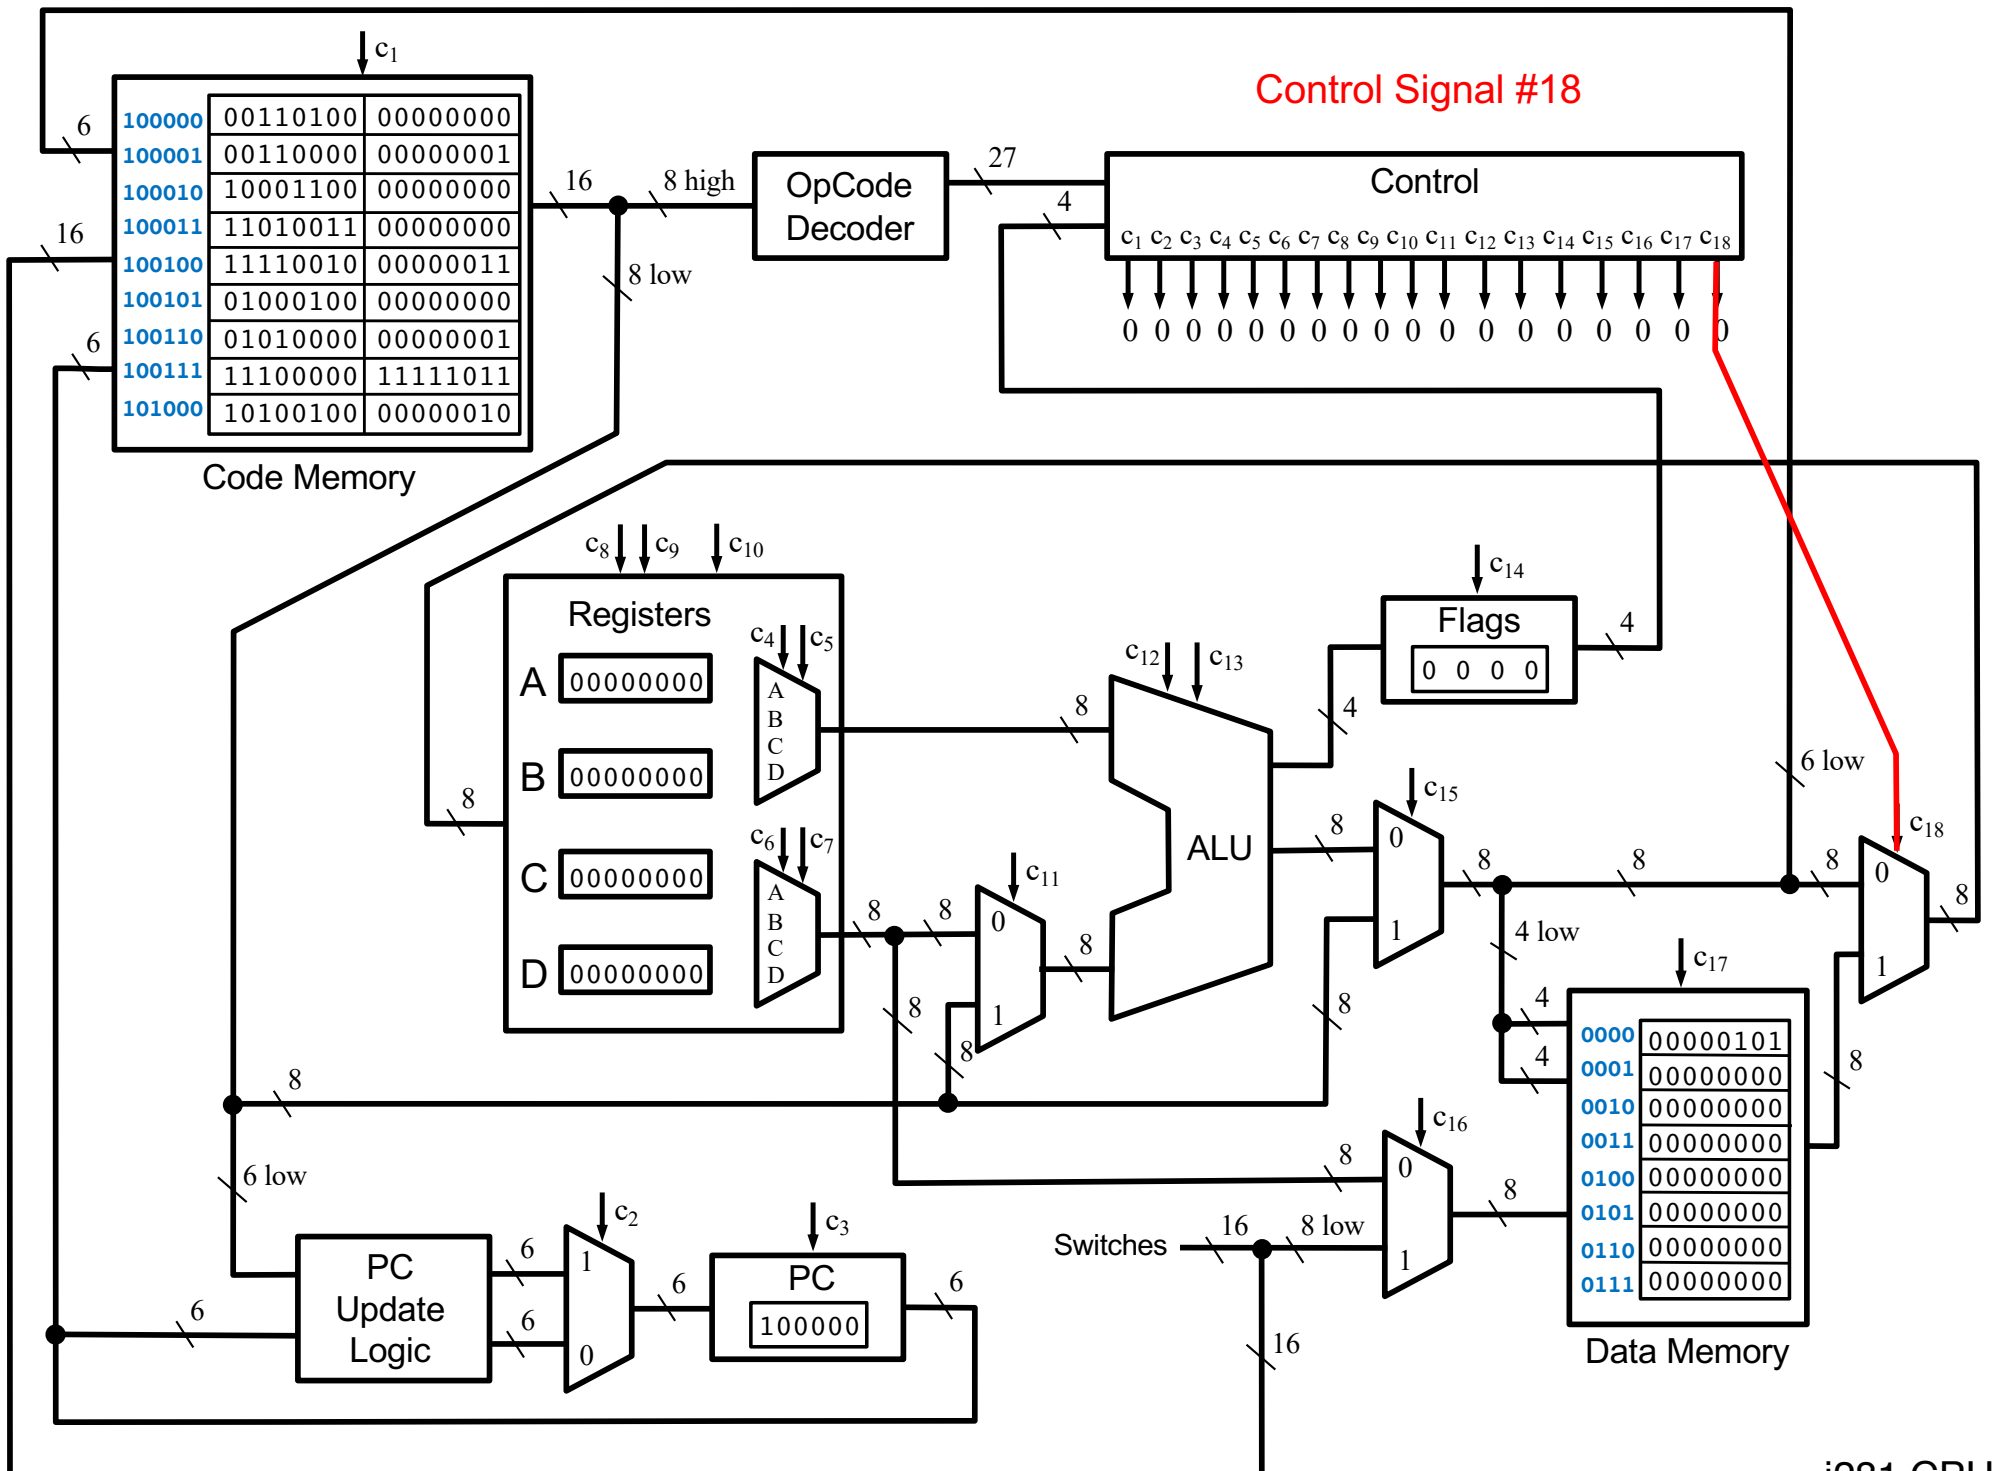 Control Signal #18
c1
100000 00110100 00000000
100001 00110000 00000001
100010 10001100 00000000
100011 11010011 00000000
100100 11110010 00000011
100101 01000100 00000000
100110 01010000 00000001
100111 11100000 11111011
101000 10100100 00000010
Code Memory
6
16
6
16
8 high
8 low
OpCode
Decoder
27
4
Control
c1 c2 c3 c4 c5 c6 c7 c8 c9 c10 c11 c12 c13 c14 c15 c16 c17 c18
0 0 0 0 0 0 0 0 0 0 0 0 0 0 0 0 0 0
c8 c9 c10
Registers
A 00000000
B 00000000
C 00000000
D 00000000
c4 c5
A
B
C
D
c6 c7
A
B
C
D
8
8
8
8
8
c11
0
1
8
8
c12 c13
ALU
4
c14
Flags
0 0 0 0
4
8
c15
0
1
8
8
8
6 low
8
c18
0
1
8
4 low
4
4
c17
0000 00000101
0001 00000000
0010 00000000
0011 00000000
0100 00000000
0101 00000000
0110 00000000
0111 00000000
Data Memory
8
8
6 low
PC
Update
Logic
6
6
6
c2
1
0
6
c3
PC
100000
6
Switches
16
8 low
16
8
c16
0
1
8